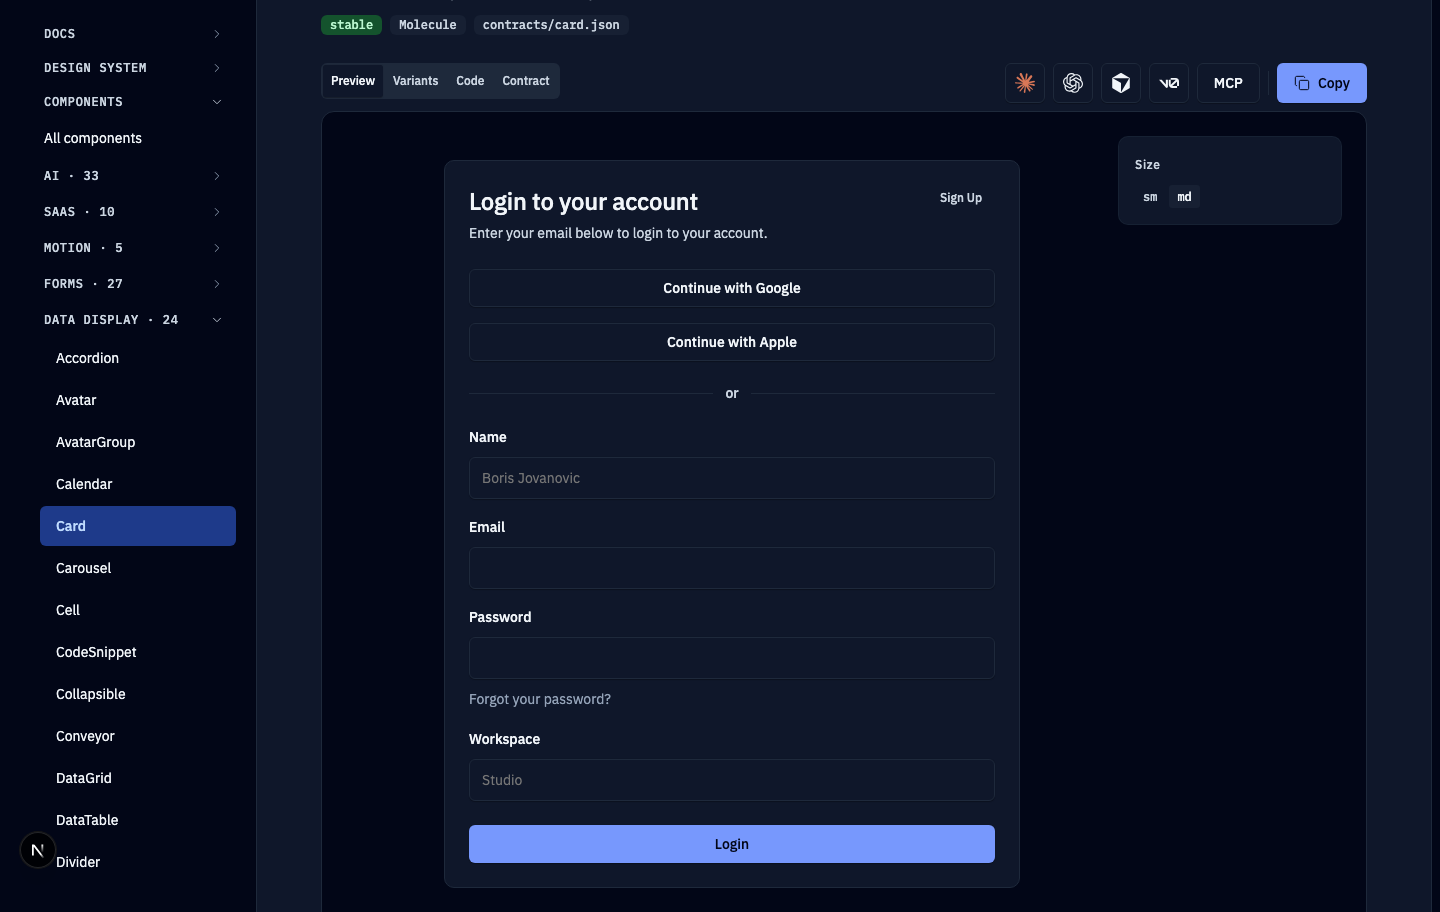 DOCS
DESIGN SYSTEM
COMPONENTS
All components
AI · 33
SAAS · 10
MOTION · 5
FORMS · 27
DATA DISPLAY · 24
Accordion
Avatar
AvatarGroup
Calendar
Card
Carousel
Cell
CodeSnippet
Collapsible
Conveyor
DataGrid
DataTable
Divider
N
stable Molecule contracts/card.json
Preview Variants Code Contract
v0 MCP Copy
Login to your account
Sign Up
Enter your email below to login to your account.
Continue with Google
Continue with Apple
or
Name
Boris Jovanovic
Email
Password
Forgot your password?
Workspace
Studio
Login
Size
sm md